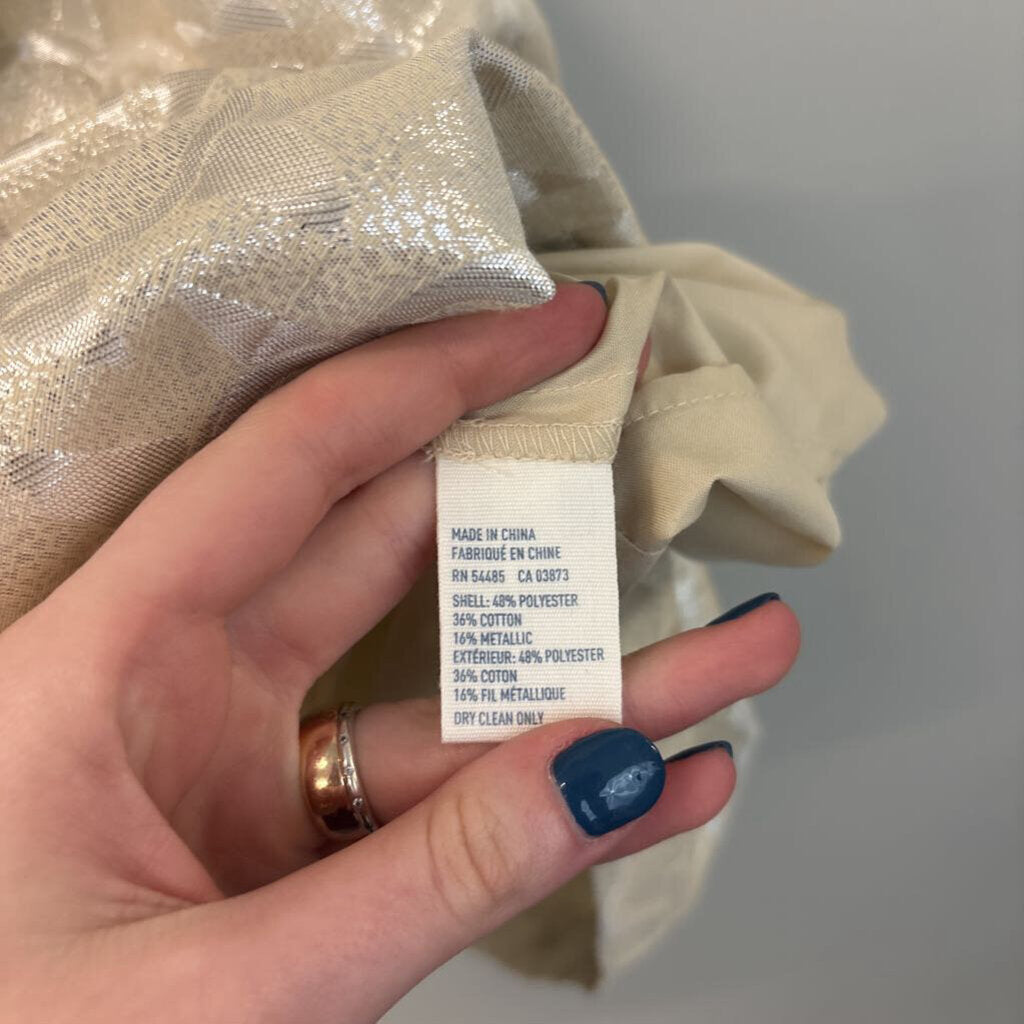 MADE IN CHINA
FABRIQUÉ EN CHINE
RN 54485 CA 03873
SHELL: 48% POLYESTER
36% COTTON
16% METALLIC
EXTÉRIEUR: 48% POLYESTER
36% COTON
16% FIL MÉTALLIQUE
DRY CLEAN ONLY